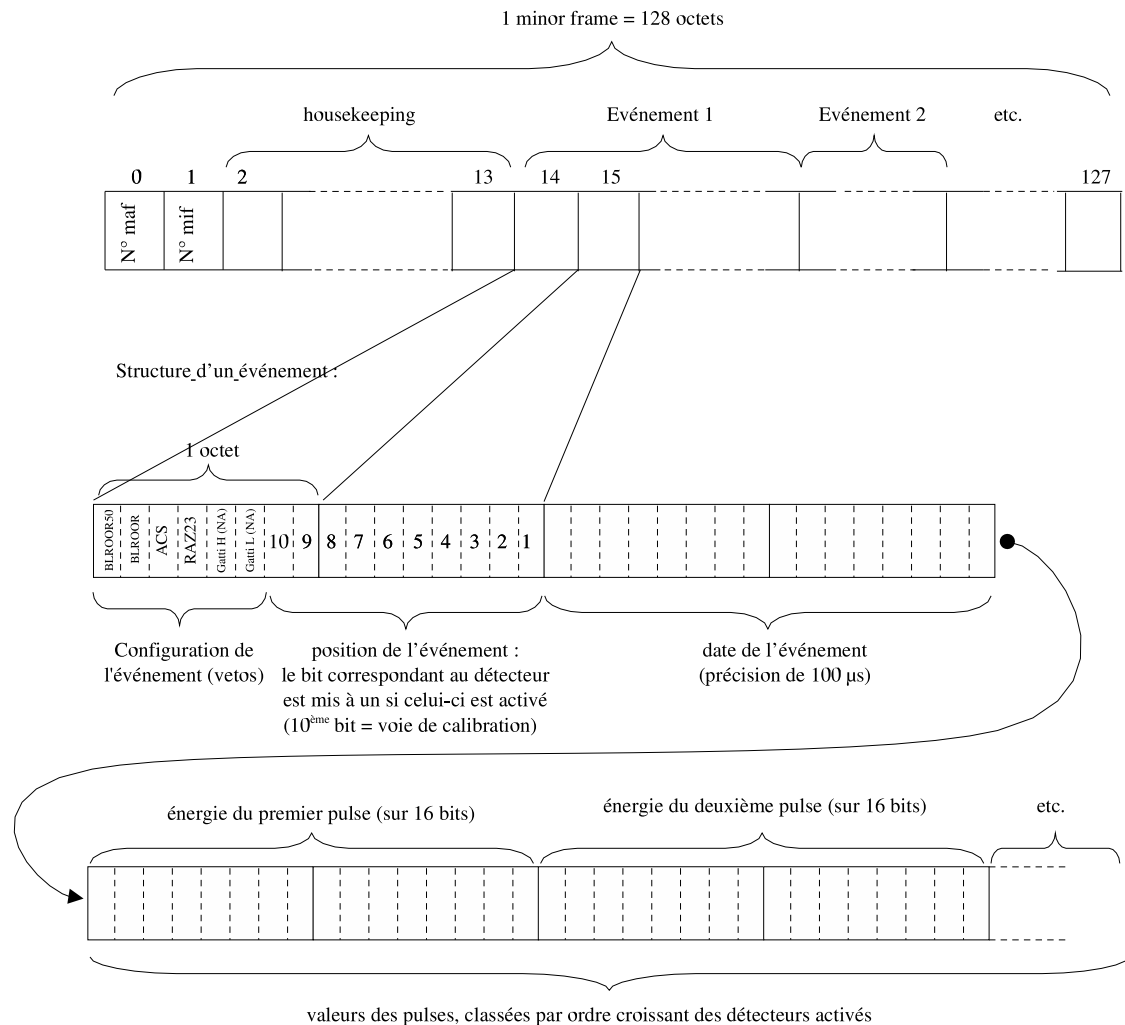 1 minor frame = 128 octets
housekeeping
Evénement 1
Evénement 2
etc.
0
1
2
13
14
15
127
N° maf
N° mif
Structure d'un événement :
1 octet
BLROOR50
BLROOR
ACS
RAZ23
Gatti H (NA)
Gatti L (NA)
10
9
8
7
6
5
4
3
2
1
Configuration de
l'événement (vetos)
position de l'événement :
le bit correspondant au détecteur
est mis à un si celui-ci est activé
(10ème bit = voie de calibration)
date de l'événement
(précision de 100 µs)
énergie du premier pulse (sur 16 bits)
énergie du deuxième pulse (sur 16 bits)
etc.
valeurs des pulses, classées par ordre croissant des détecteurs activés